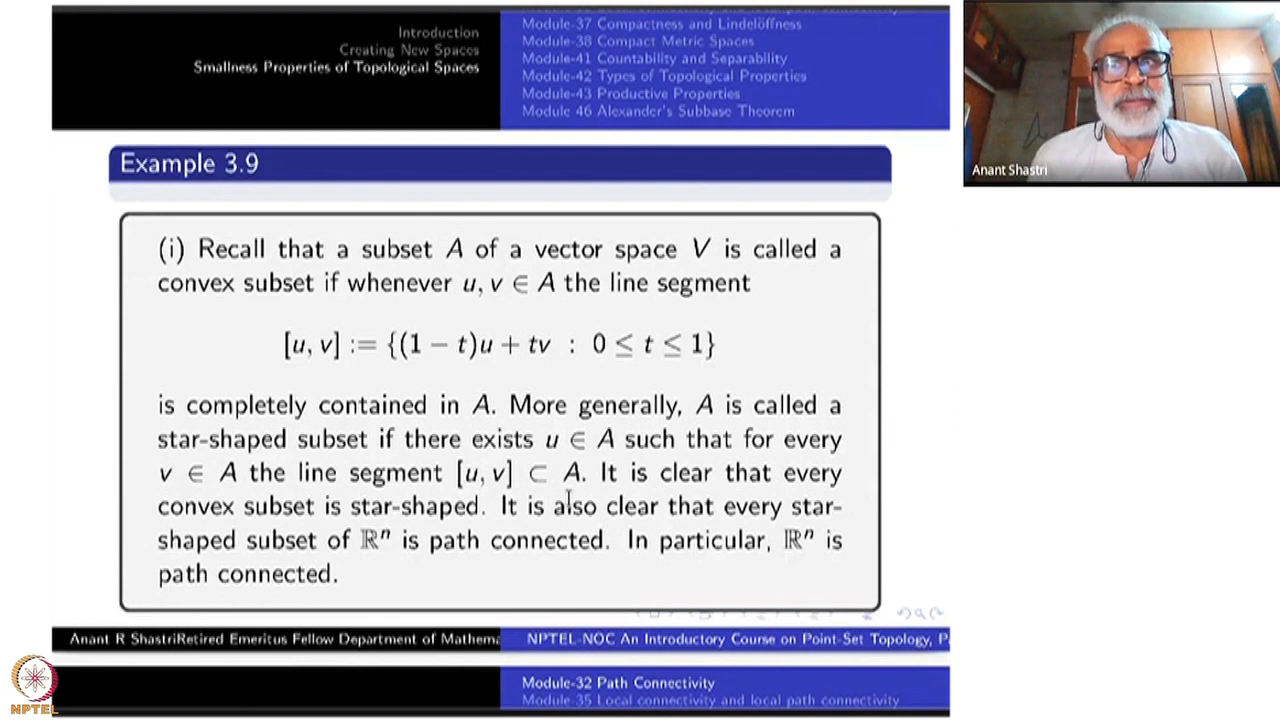 Introduction
Creating New Spaces
Smallness Properties of Topological Spaces
Module-37 Compactness and Lindelöffness
Module-38 Compact Metric Spaces
Module-41 Countability and Separability
Module-42 Types of Topological Properties
Module-43 Productive Properties
Module 46 Alexander's Subbase Theorem
Anant Shastri
Example 3.9
(i) Recall that a subset A of a vector space V is called a
convex subset if whenever u, v ∈ A the line segment
[u, v] := {(1 − t)u + tv : 0 ≤ t ≤ 1}
is completely contained in A. More generally, A is called a
star-shaped subset if there exists u ∈ A such that for every
v ∈ A the line segment [u, v] ⊂ A. It is clear that every
convex subset is star-shaped. It is also clear that every star-
shaped subset of ℝⁿ is path connected. In particular, ℝⁿ is
path connected.
Anant R ShastriRetired Emeritus Fellow Department of Mathema
NPTEL-NOC An Introductory Course on Point-Set Topology, P
Module-32 Path Connectivity
Module-35 Local connectivity and local path connectivity
NPTEL